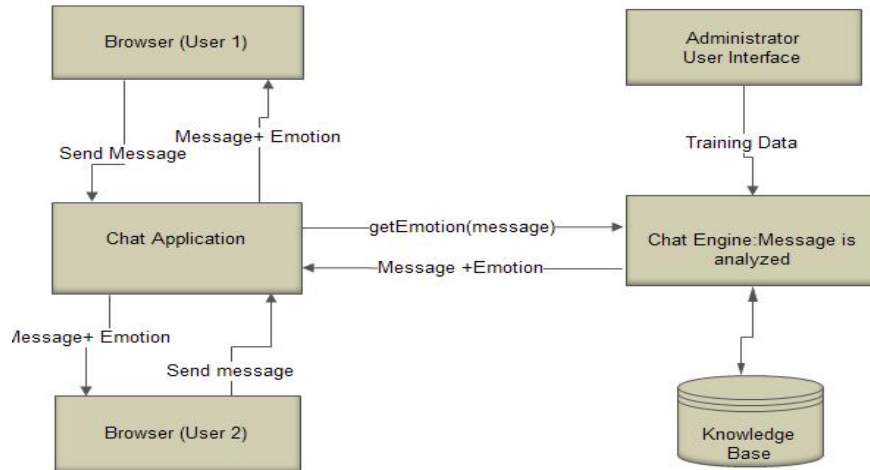 Browser (User 1)
Administrator
User Interface
Message+ Emotion
Send Message
Training Data
Chat Application
getEmotion(message)
Chat Engine:Message is
analyzed
Message +Emotion
Message+ Emotion
Send message
Browser (User 2)
Knowledge
Base